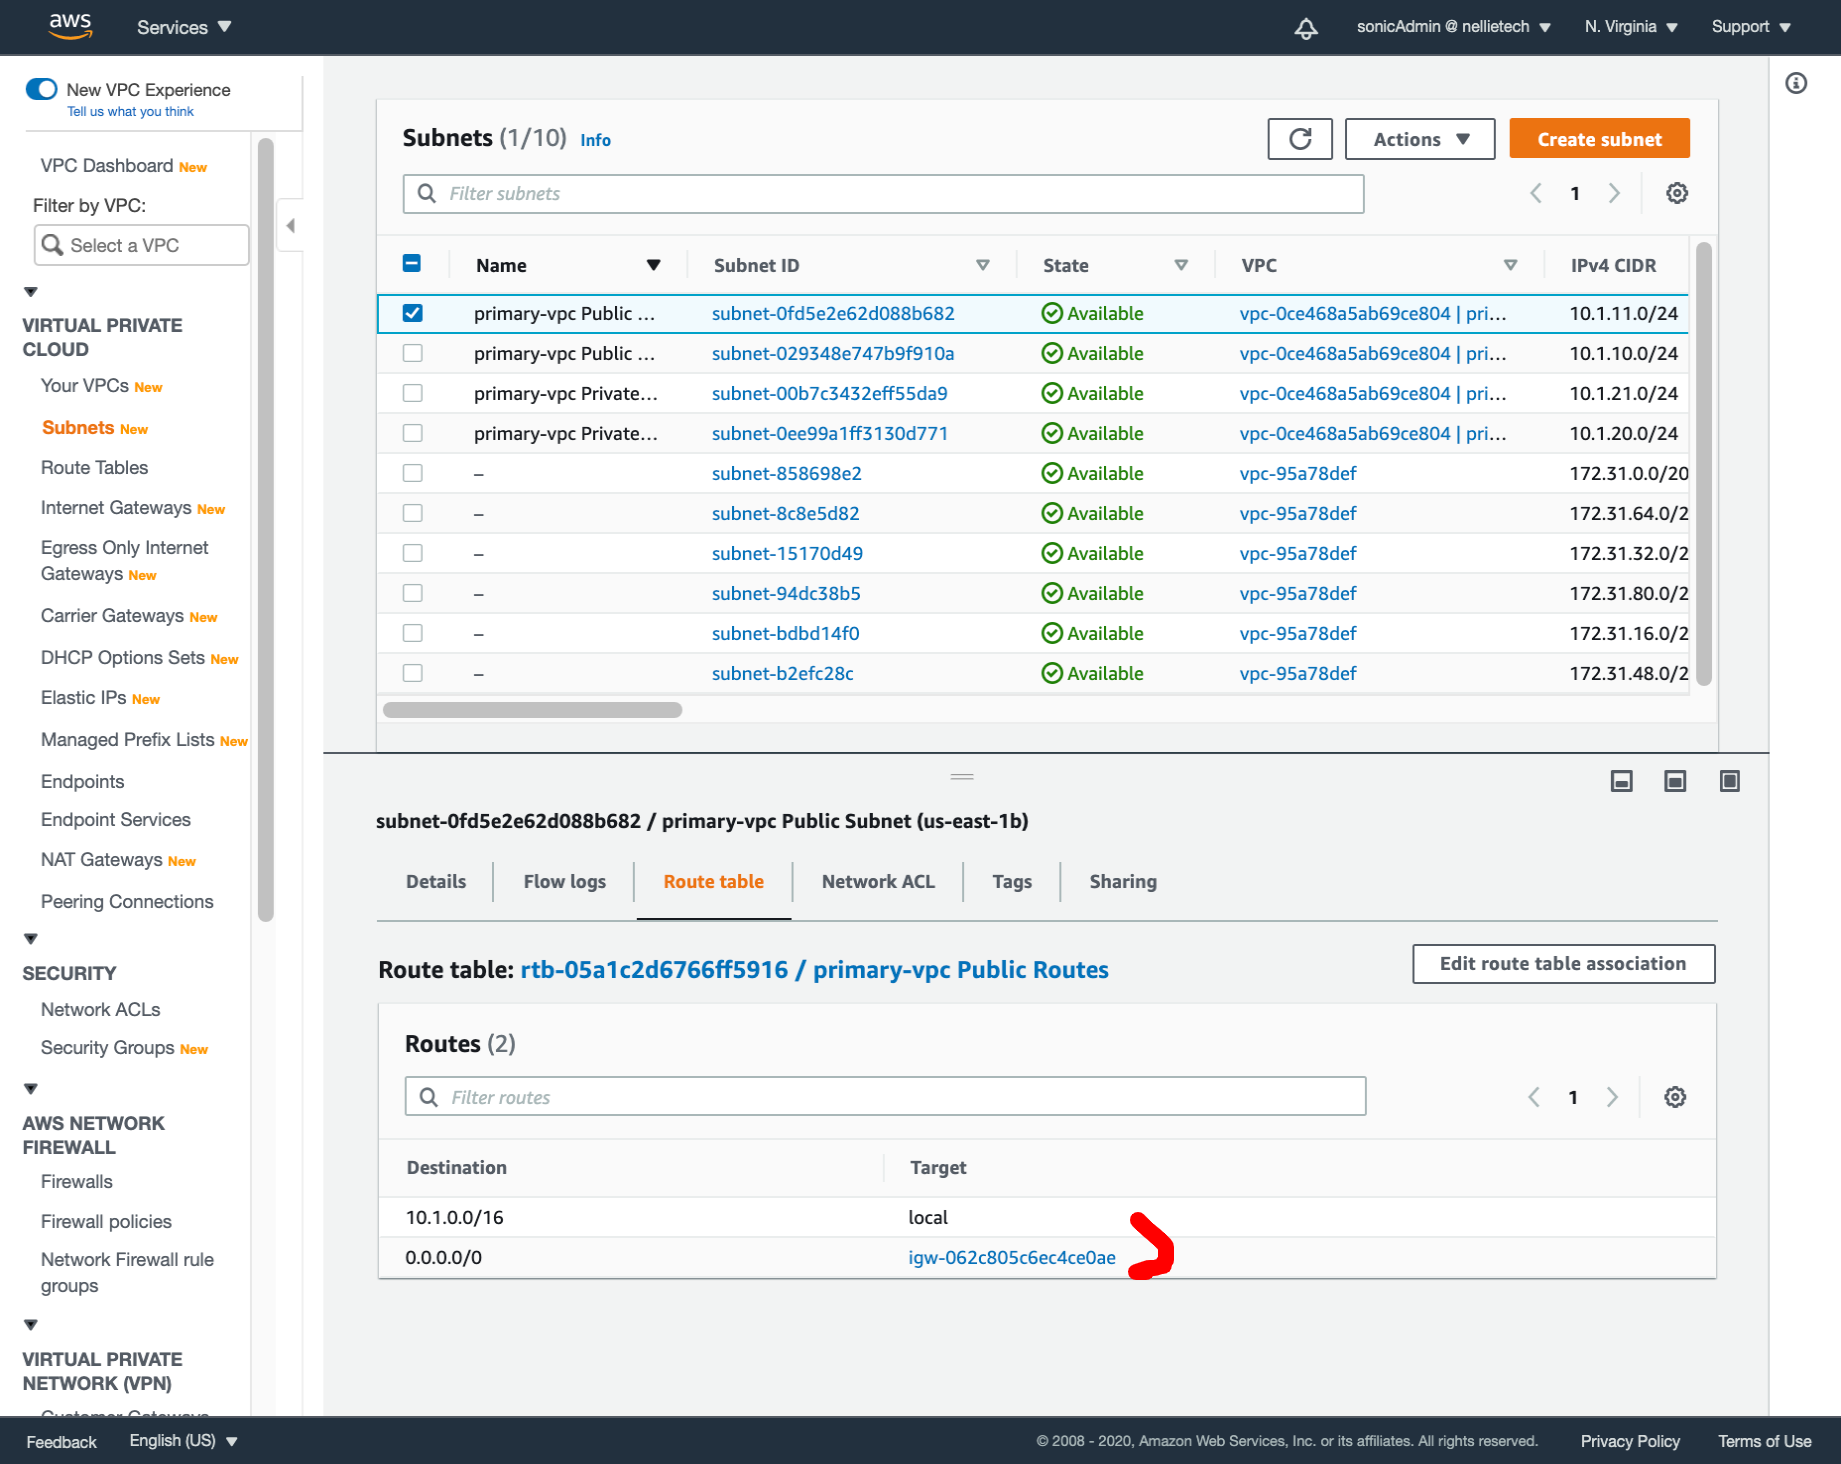 aws
Services
sonicAdmin @ nellietech
N. Virginia
Support
New VPC Experience
Tell us what you think
VPC Dashboard New
Filter by VPC:
Select a VPC
VIRTUAL PRIVATE
CLOUD
Your VPCs New
Subnets New
Route Tables
Internet Gateways New
Egress Only Internet
Gateways New
Carrier Gateways New
DHCP Options Sets New
Elastic IPs New
Managed Prefix Lists New
Endpoints
Endpoint Services
NAT Gateways New
Peering Connections
SECURITY
Network ACLs
Security Groups New
AWS NETWORK
FIREWALL
Firewalls
Firewall policies
Network Firewall rule
groups
VIRTUAL PRIVATE
NETWORK (VPN)
Customer Gateways
Subnets (1/10) Info
Actions
Create subnet
Filter subnets
1
Name Subnet ID State VPC IPv4 CIDR
primary-vpc Public ... subnet-0fd5e2e62d088b682 Available vpc-0ce468a5ab69ce804 | pri... 10.1.11.0/24
primary-vpc Public ... subnet-029348e747b9f910a Available vpc-0ce468a5ab69ce804 | pri... 10.1.10.0/24
primary-vpc Private... subnet-00b7c3432eff55da9 Available vpc-0ce468a5ab69ce804 | pri... 10.1.21.0/24
primary-vpc Private... subnet-0ee99a1ff3130d771 Available vpc-0ce468a5ab69ce804 | pri... 10.1.20.0/24
– subnet-858698e2 Available vpc-95a78def 172.31.0.0/20
– subnet-8c8e5d82 Available vpc-95a78def 172.31.64.0/2
– subnet-15170d49 Available vpc-95a78def 172.31.32.0/2
– subnet-94dc38b5 Available vpc-95a78def 172.31.80.0/2
– subnet-bdbd14f0 Available vpc-95a78def 172.31.16.0/2
– subnet-b2efc28c Available vpc-95a78def 172.31.48.0/2
subnet-0fd5e2e62d088b682 / primary-vpc Public Subnet (us-east-1b)
Details Flow logs Route table Network ACL Tags Sharing
Route table: rtb-05a1c2d6766ff5916 / primary-vpc Public Routes
Edit route table association
Routes (2)
Filter routes
1
Destination Target
10.1.0.0/16 local
0.0.0.0/0 igw-062c805c6ec4ce0ae
Feedback
English (US)
© 2008 - 2020, Amazon Web Services, Inc. or its affiliates. All rights reserved.
Privacy Policy
Terms of Use